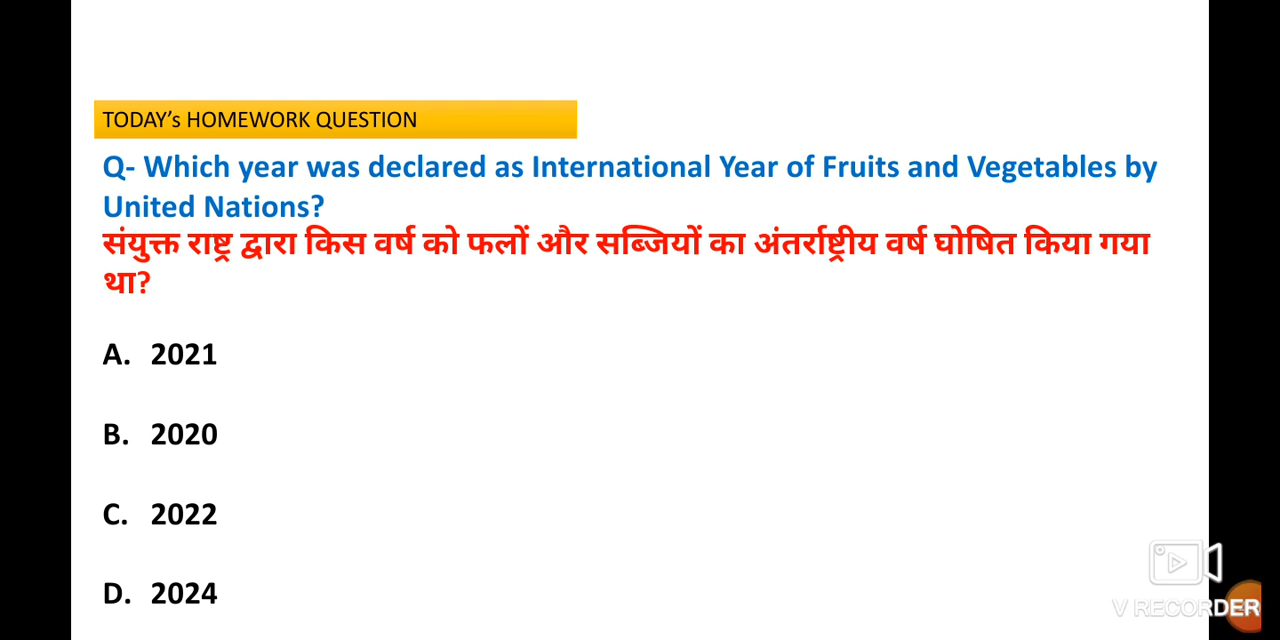 TODAY's HOMEWORK QUESTION
Q- Which year was declared as International Year of Fruits and Vegetables by
United Nations?
संयुक्त राष्ट्र द्वारा किस वर्ष को फलों और सब्जियों का अंतर्राष्ट्रीय वर्ष घोषित किया गया
था?
A. 2021
B. 2020
C. 2022
D. 2024
V RECORDER